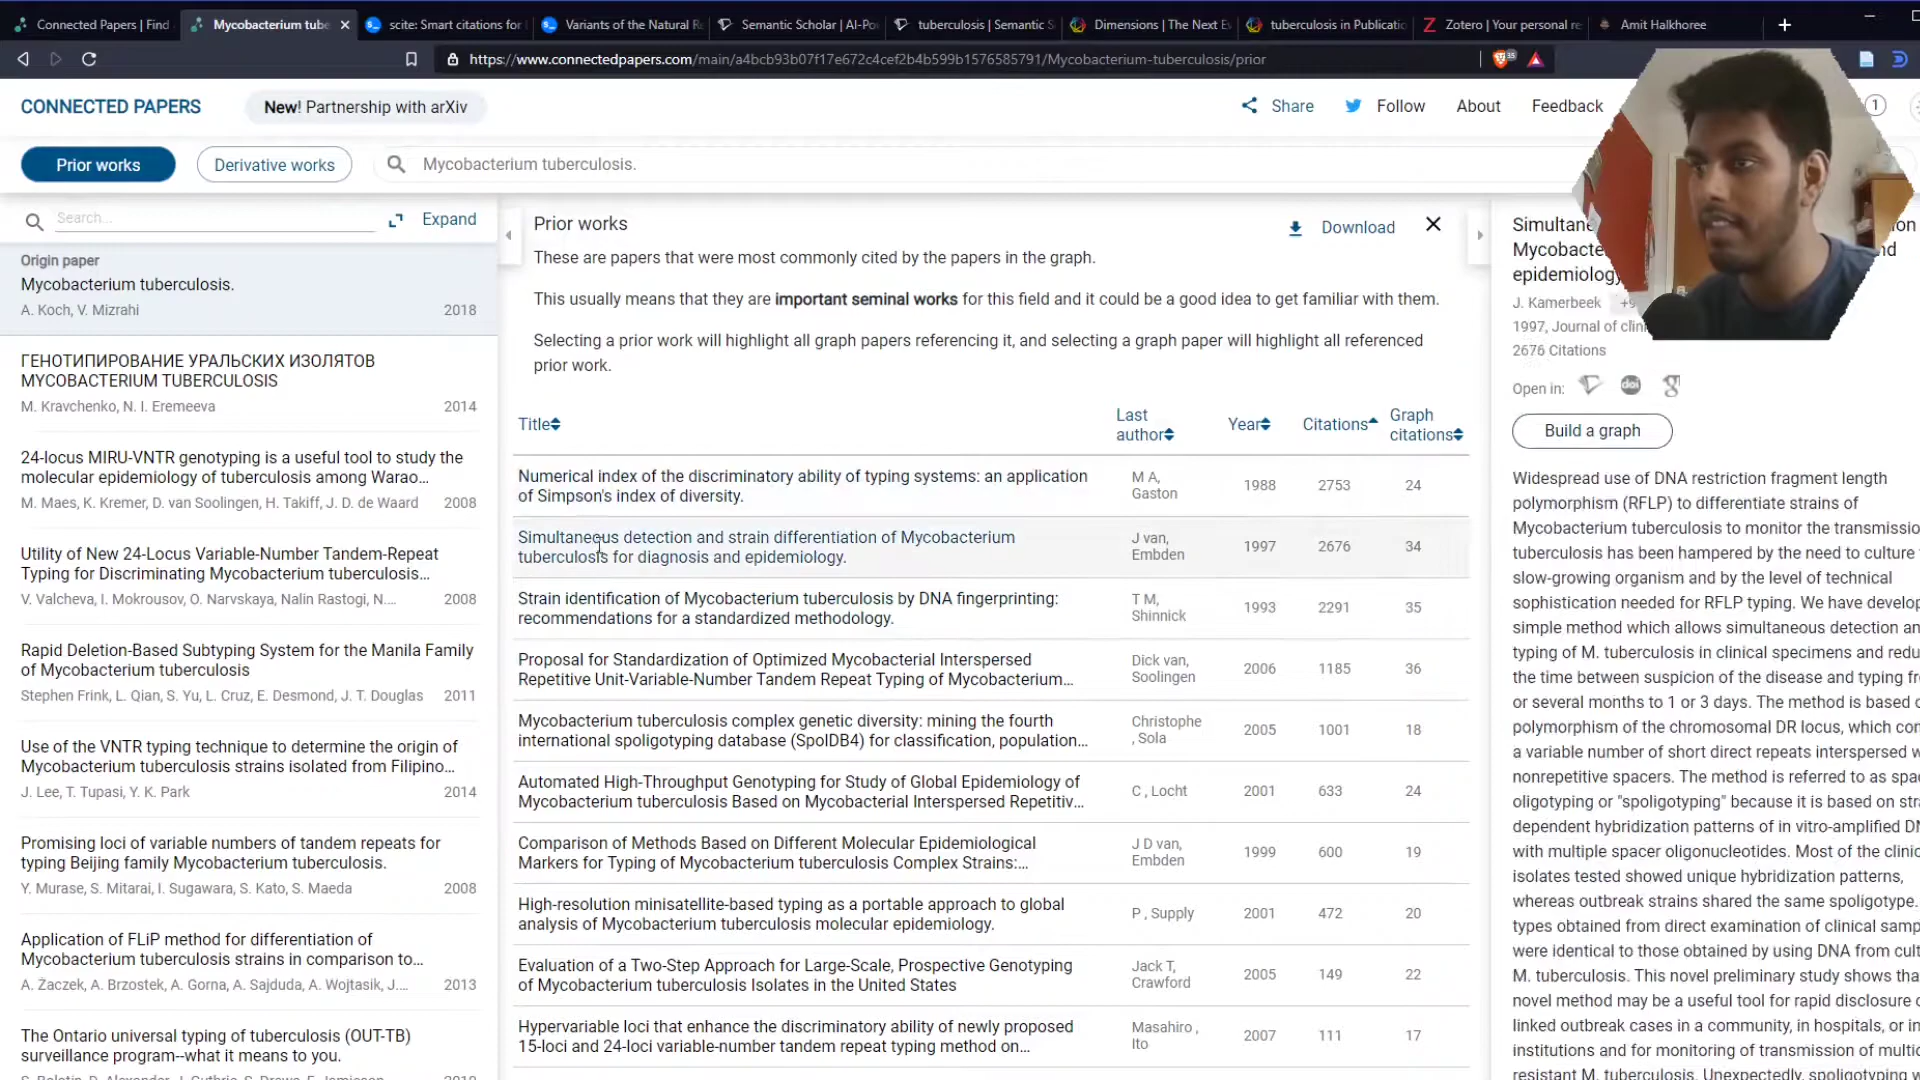 Connected Papers | Find
Mycobacterium tube
scite: Smart citations for
Variants of the Natural R
Semantic Scholar | AI-Po
tuberculosis | Semantic S
Dimensions | The Next E
tuberculosis in Publicatio
Zotero | Your personal re
Amit Halkhoree
https://www.connectedpapers.com/main/a4bcb93b07f17e672c4cef2b4b599b1576585791/Mycobacterium-tuberculosis/prior
CONNECTED PAPERS
New! Partnership with arXiv
Share
Follow
About
Feedback
1
Prior works
Derivative works
Mycobacterium tuberculosis.
Search...
Expand
Origin paper
Mycobacterium tuberculosis.
A. Koch, V. Mizrahi 2018
ГЕНОТИПИРОВАНИЕ УРАЛЬСКИХ ИЗОЛЯТОВ
MYCOBACTERIUM TUBERCULOSIS
M. Kravchenko, N. I. Eremeeva 2014
24-locus MIRU-VNTR genotyping is a useful tool to study the
molecular epidemiology of tuberculosis among Warao...
M. Maes, K. Kremer, D. van Soolingen, H. Takiff, J. D. de Waard 2008
Utility of New 24-Locus Variable-Number Tandem-Repeat
Typing for Discriminating Mycobacterium tuberculosis...
V. Valcheva, I. Mokrousov, O. Narvskaya, Nalin Rastogi, N.... 2008
Rapid Deletion-Based Subtyping System for the Manila Family
of Mycobacterium tuberculosis
Stephen Frink, L. Qian, S. Yu, L. Cruz, E. Desmond, J. T. Douglas 2011
Use of the VNTR typing technique to determine the origin of
Mycobacterium tuberculosis strains isolated from Filipino...
J. Lee, T. Tupasi, Y. K. Park 2014
Promising loci of variable numbers of tandem repeats for
typing Beijing family Mycobacterium tuberculosis.
Y. Murase, S. Mitarai, I. Sugawara, S. Kato, S. Maeda 2008
Application of FLiP method for differentiation of
Mycobacterium tuberculosis strains in comparison to...
A. Żaczek, A. Brzostek, A. Gorna, A. Sajduda, A. Wojtasik, J.... 2013
The Ontario universal typing of tuberculosis (OUT-TB)
surveillance program--what it means to you.
Prior works
Download
These are papers that were most commonly cited by the papers in the graph.
This usually means that they are important seminal works for this field and it could be a good idea to get familiar with them.
Selecting a prior work will highlight all graph papers referencing it, and selecting a graph paper will highlight all referenced
prior work.
Title Last author Year Citations Graph citations
Numerical index of the discriminatory ability of typing systems: an application
of Simpson's index of diversity.
M A, Gaston 1988 2753 24
Simultaneous detection and strain differentiation of Mycobacterium
tuberculosis for diagnosis and epidemiology.
J van, Embden 1997 2676 34
Strain identification of Mycobacterium tuberculosis by DNA fingerprinting:
recommendations for a standardized methodology.
T M, Shinnick 1993 2291 35
Proposal for Standardization of Optimized Mycobacterial Interspersed
Repetitive Unit-Variable-Number Tandem Repeat Typing of Mycobacterium...
Dick van, Soolingen 2006 1185 36
Mycobacterium tuberculosis complex genetic diversity: mining the fourth
international spoligotyping database (SpolDB4) for classification, population...
Christophe , Sola 2005 1001 18
Automated High-Throughput Genotyping for Study of Global Epidemiology of
Mycobacterium tuberculosis Based on Mycobacterial Interspersed Repetitiv...
C , Locht 2001 633 24
Comparison of Methods Based on Different Molecular Epidemiological
Markers for Typing of Mycobacterium tuberculosis Complex Strains:...
J D van, Embden 1999 600 19
High-resolution minisatellite-based typing as a portable approach to global
analysis of Mycobacterium tuberculosis molecular epidemiology.
P , Supply 2001 472 20
Evaluation of a Two-Step Approach for Large-Scale, Prospective Genotyping
of Mycobacterium tuberculosis Isolates in the United States
Jack T, Crawford 2005 149 22
Hypervariable loci that enhance the discriminatory ability of newly proposed
15-loci and 24-loci variable-number tandem repeat typing method on...
Masahiro , Ito 2007 111 17
Simultane
Mycobacte
epidemiology
J. Kamerbeek
1997, Journal of clin
2676 Citations
Open in:
doi
Build a graph
Widespread use of DNA restriction fragment length
polymorphism (RFLP) to differentiate strains of
Mycobacterium tuberculosis to monitor the transmissio
tuberculosis has been hampered by the need to culture
slow-growing organism and by the level of technical
sophistication needed for RFLP typing. We have develop
simple method which allows simultaneous detection an
typing of M. tuberculosis in clinical specimens and redu
the time between suspicion of the disease and typing fr
or several months to 1 or 3 days. The method is based o
polymorphism of the chromosomal DR locus, which con
a variable number of short direct repeats interspersed w
nonrepetitive spacers. The method is referred to as spac
oligotyping or "spoligotyping" because it is based on stra
dependent hybridization patterns of in vitro-amplified DN
with multiple spacer oligonucleotides. Most of the clinic
isolates tested showed unique hybridization patterns,
whereas outbreak strains shared the same spoligotype.
types obtained from direct examination of clinical samp
were identical to those obtained by using DNA from cult
M. tuberculosis. This novel preliminary study shows tha
novel method may be a useful tool for rapid disclosure o
linked outbreak cases in a community, in hospitals, or in
institutions and for monitoring of transmission of multic
resistant M. tuberculosis. Unexpectedly, spoligotyping w